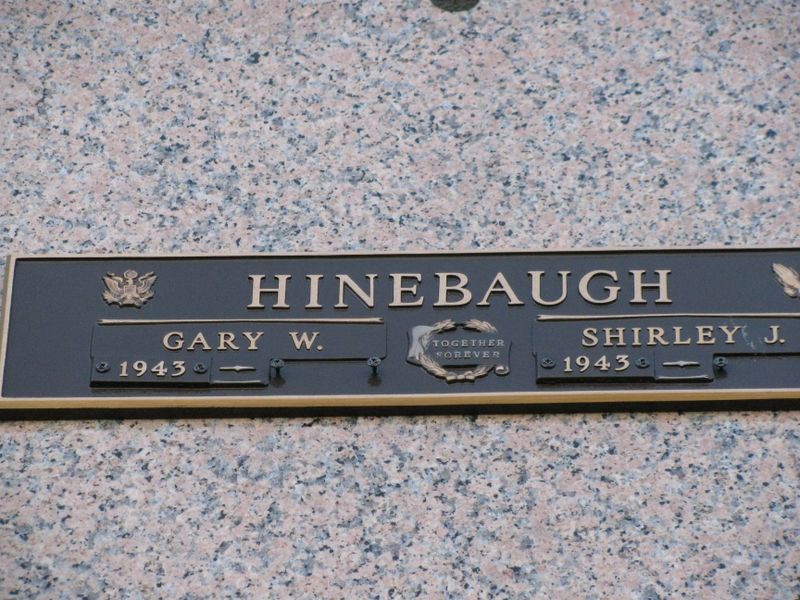 HINEBAUGH
GARY W.
1943 –
TOGETHER
FOREVER
SHIRLEY J.
1943 –